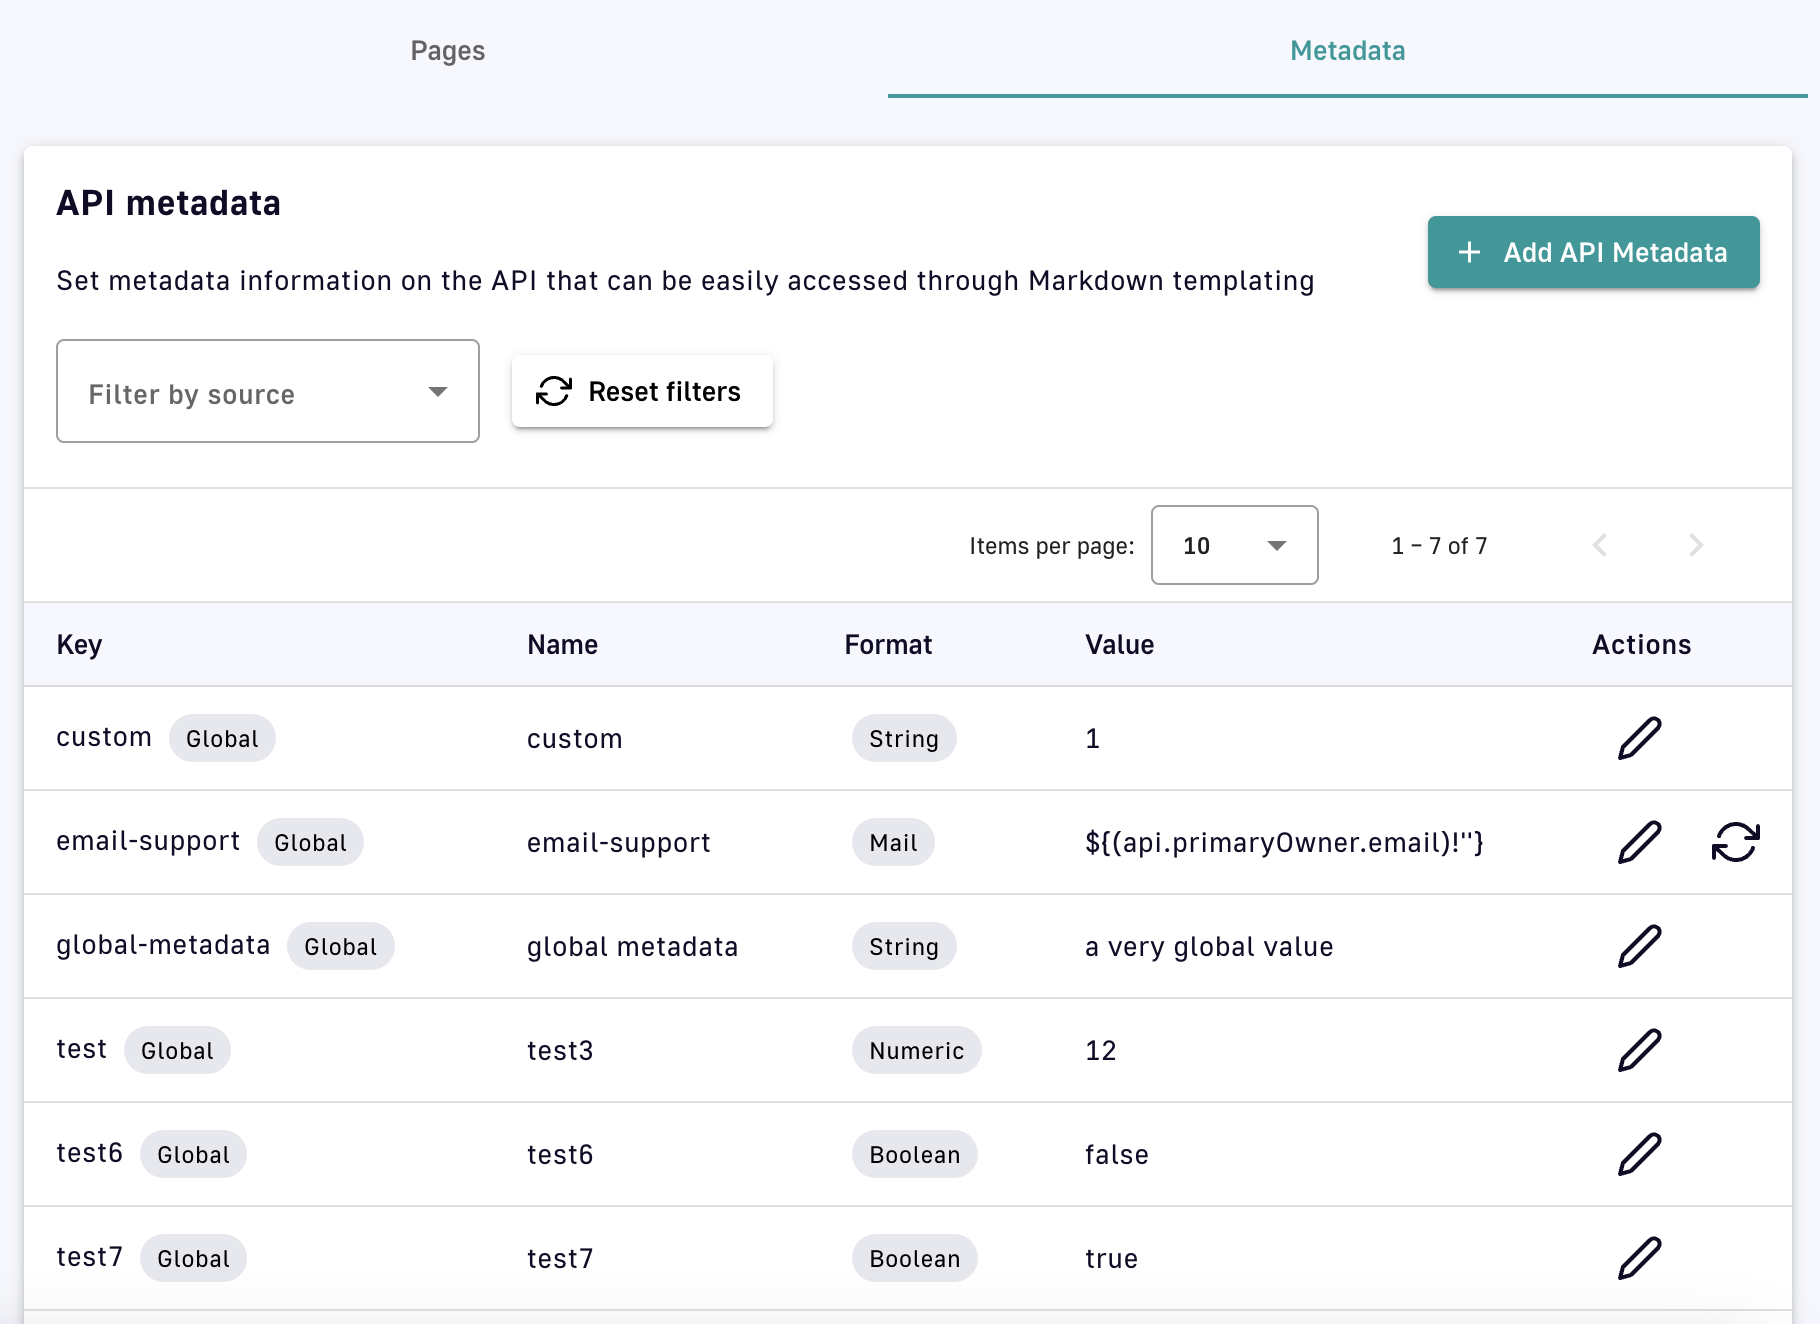 Pages Metadata
API metadata
Set metadata information on the API that can be easily accessed through Markdown templating
+ Add API Metadata
Filter by source
Reset filters
Items per page: 10 1 – 7 of 7
Key Name Format Value Actions
custom Global custom String 1
email-support Global email-support Mail ${(api.primaryOwner.email)!''}
global-metadata Global global metadata String a very global value
test Global test3 Numeric 12
test6 Global test6 Boolean false
test7 Global test7 Boolean true